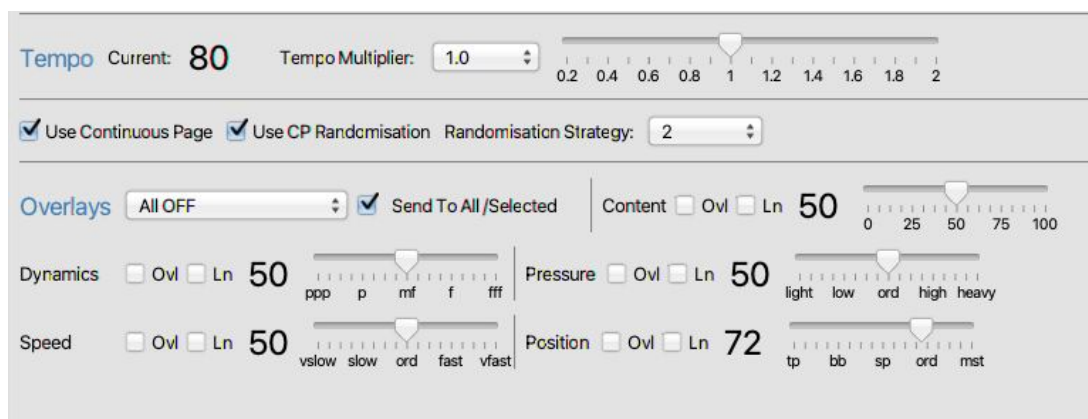 Tempo Current: 80 Tempo Multiplier: 1.0
0.2 0.4 0.6 0.8 1 1.2 1.4 1.6 1.8 2
Use Continuous Page Use CP Randomisation Randomisation Strategy: 2
Overlays All OFF Send To All /Selected Content Ovl Ln 50
0 25 50 75 100
Dynamics Ovl Ln 50 Pressure Ovl Ln 50
ppp p mf f fff light low ord high heavy
Speed Ovl Ln 50 Position Ovl Ln 72
vslow slow ord fast vfast tp bb sp ord mst